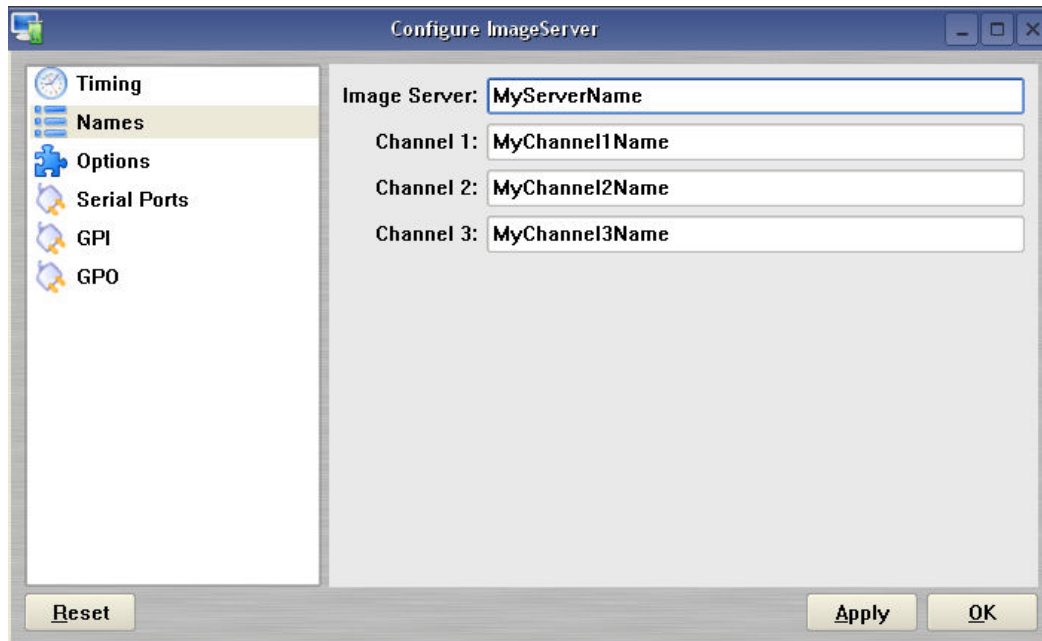 Configure ImageServer
Timing
Names
Options
Serial Ports
GPI
GPO
Image Server: MyServerName
Channel 1: MyChannel1Name
Channel 2: MyChannel2Name
Channel 3: MyChannel3Name
Reset
Apply
OK